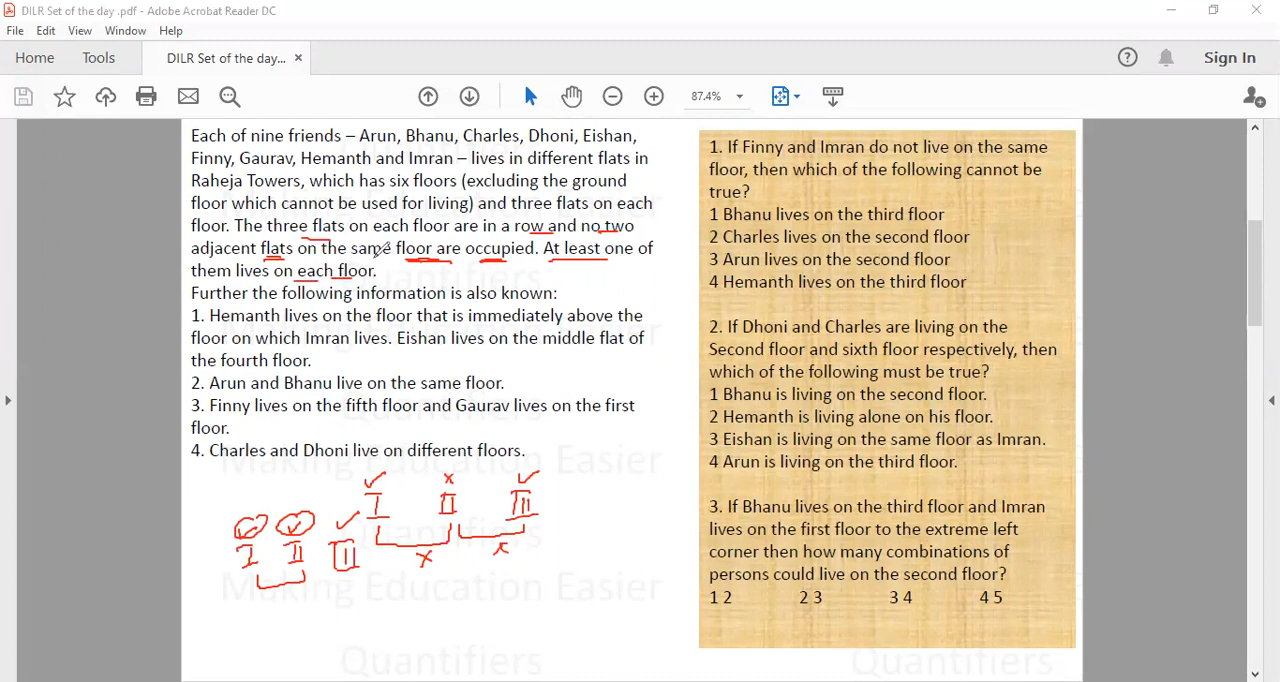 DILR Set of the day .pdf - Adobe Acrobat Reader DC
File Edit View Window Help
Home Tools DILR Set of the day... × Sign In
87.4%
Each of nine friends – Arun, Bhanu, Charles, Dhoni, Eishan,
Finny, Gaurav, Hemanth and Imran – lives in different flats in
Raheja Towers, which has six floors (excluding the ground
floor which cannot be used for living) and three flats on each
floor. The three flats on each floor are in a row and no two
adjacent flats on the same floor are occupied. At least one of
them lives on each floor.
Further the following information is also known:
1. Hemanth lives on the floor that is immediately above the
floor on which Imran lives. Eishan lives on the middle flat of
the fourth floor.
2. Arun and Bhanu live on the same floor.
3. Finny lives on the fifth floor and Gaurav lives on the first
floor.
4. Charles and Dhoni live on different floors.
I II III
I II III
x x x
Quantifiers
Making Education Easier
Making Education Easier
Quantifiers
Quantifiers
1. If Finny and Imran do not live on the same
floor, then which of the following cannot be
true?
1 Bhanu lives on the third floor
2 Charles lives on the second floor
3 Arun lives on the second floor
4 Hemanth lives on the third floor
2. If Dhoni and Charles are living on the
Second floor and sixth floor respectively, then
which of the following must be true?
1 Bhanu is living on the second floor.
2 Hemanth is living alone on his floor.
3 Eishan is living on the same floor as Imran.
4 Arun is living on the third floor.
3. If Bhanu lives on the third floor and Imran
lives on the first floor to the extreme left
corner then how many combinations of
persons could live on the second floor?
1 2 2 3 3 4 4 5